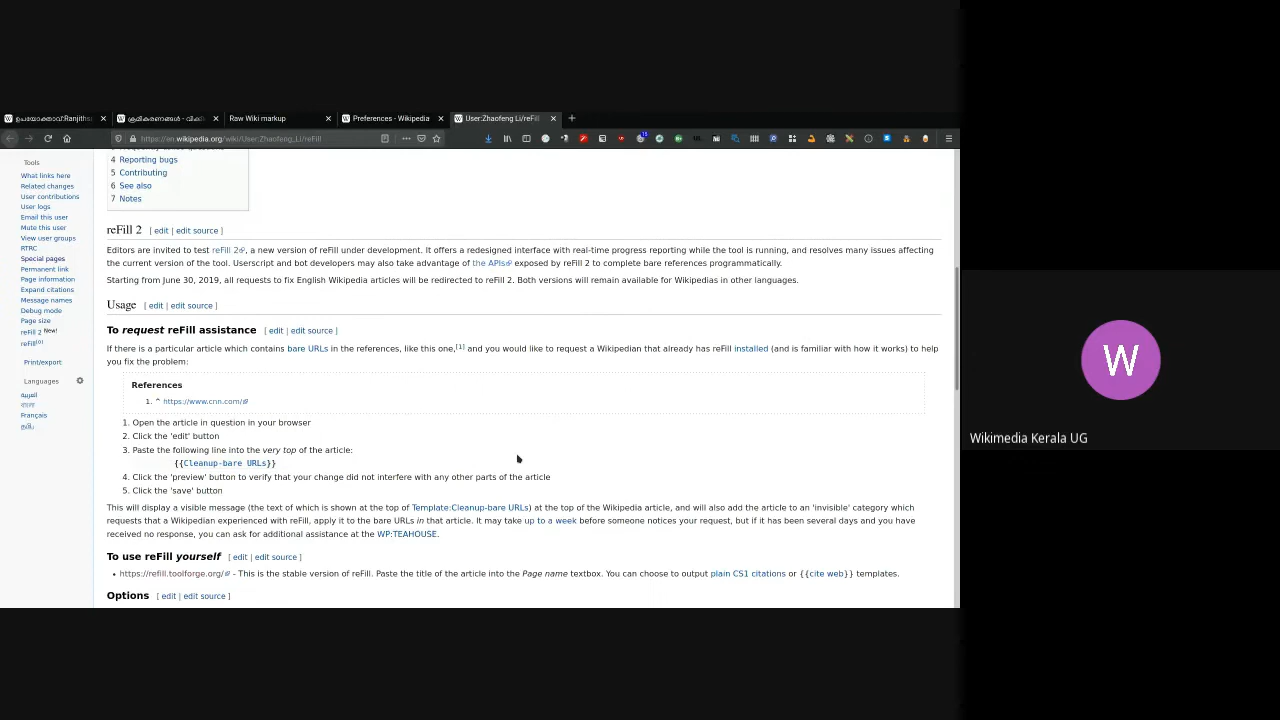 ഉപയോക്താവ്:Ranjiths
ക്രമീകരണങ്ങൾ - വിക്കി
Raw Wiki markup
Preferences - Wikipedia
User:Zhaofeng Li/reFill
https://en.wikipedia.org/wiki/User:Zhaofeng_Li/reFill
Tools
What links here
Related changes
User contributions
User logs
Email this user
Mute this user
View user groups
RTRC
Special pages
Permanent link
Page information
Expand citations
Message names
Debug mode
Page size
reFill 2 New!
reFill(o)
Print/export
Languages
العربية
বাংলা
Français
தமிழ்
4 Reporting bugs
5 Contributing
6 See also
7 Notes
reFill 2 [ edit | edit source ]
Editors are invited to test reFill 2, a new version of reFill under development. It offers a redesigned interface with real-time progress reporting while the tool is running, and resolves many issues affecting
the current version of the tool. Userscript and bot developers may also take advantage of the APIs exposed by reFill 2 to complete bare references programmatically.
Starting from June 30, 2019, all requests to fix English Wikipedia articles will be redirected to reFill 2. Both versions will remain available for Wikipedias in other languages.
Usage [ edit | edit source ]
To request reFill assistance [ edit | edit source ]
If there is a particular article which contains bare URLs in the references, like this one,[1] and you would like to request a Wikipedian that already has reFill installed (and is familiar with how it works) to help
you fix the problem:
References
1. ^ https://www.cnn.com/
1. Open the article in question in your browser
2. Click the 'edit' button
3. Paste the following line into the very top of the article:
{{Cleanup-bare URLs}}
4. Click the 'preview' button to verify that your change did not interfere with any other parts of the article
5. Click the 'save' button
This will display a visible message (the text of which is shown at the top of Template:Cleanup-bare URLs) at the top of the Wikipedia article, and will also add the article to an 'invisible' category which
requests that a Wikipedian experienced with reFill, apply it to the bare URLs in that article. It may take up to a week before someone notices your request, but if it has been several days and you have
received no response, you can ask for additional assistance at the WP:TEAHOUSE.
To use reFill yourself [ edit | edit source ]
• https://refill.toolforge.org/ - This is the stable version of reFill. Paste the title of the article into the Page name textbox. You can choose to output plain CS1 citations or {{cite web}} templates.
Options [ edit | edit source ]
W
Wikimedia Kerala UG